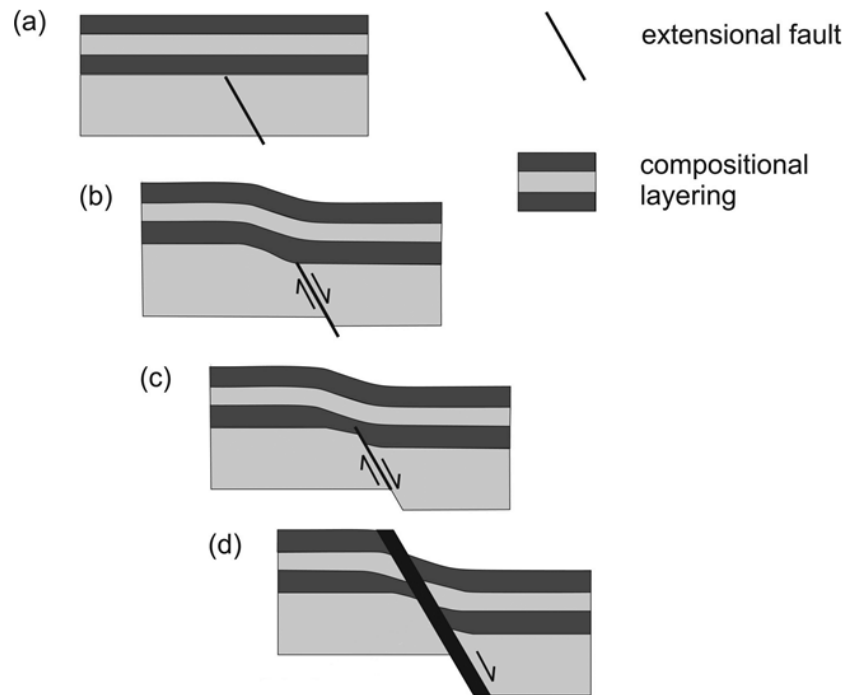 (a)
extensional fault
compositional
layering
(b)
(c)
(d)